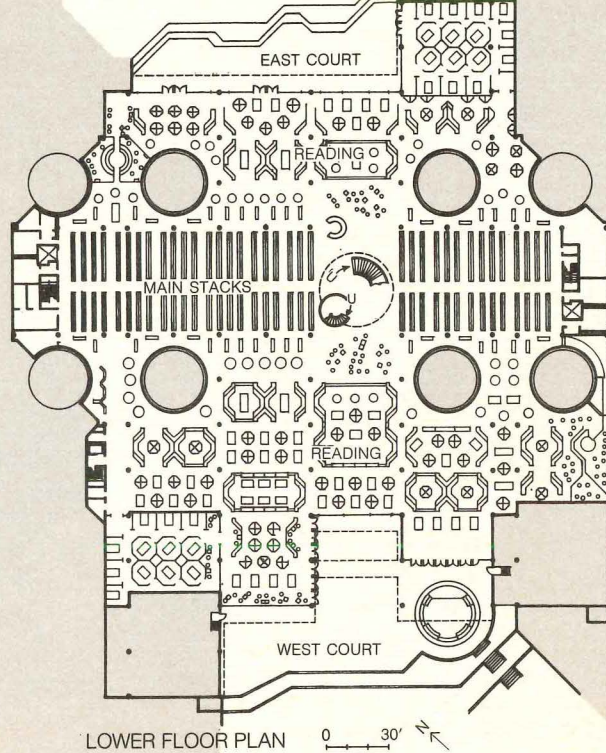 EAST COURT
READING
MAIN STACKS
U
READING
WEST COURT
LOWER FLOOR PLAN
0 30' N